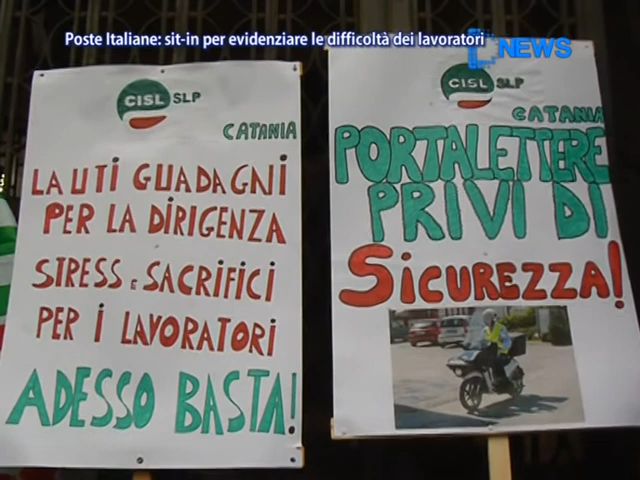 Poste Italiane: sit-in per evidenziare le difficoltà dei lavoratori
NEWS
CISL SLP
CATANIA
LAUTI GUADAGNI
PER LA DIRIGENZA
STRESS E SACRIFICI
PER I LAVORATORI
ADESSO BASTA!
CISL SLP
CATANIA
PORTALETTERE
PRIVI DI
SICUREZZA!